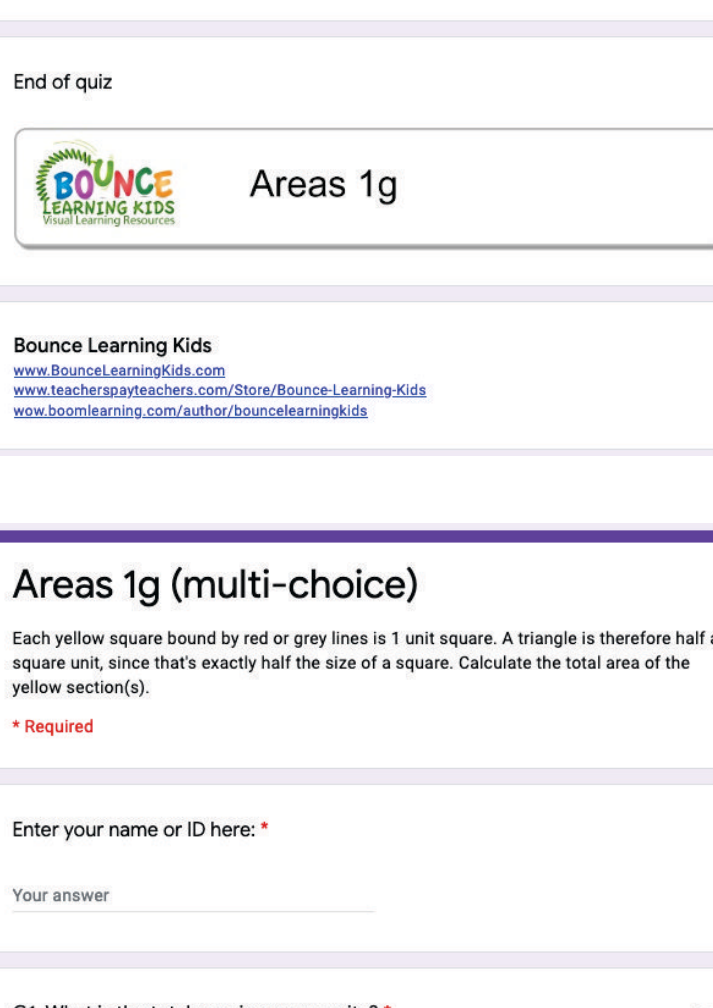 End of quiz
BOUNCE
LEARNING KIDS
Visual Learning Resources
Areas 1g
Bounce Learning Kids
www.BounceLearningKids.com
www.teacherspayteachers.com/Store/Bounce-Learning-Kids
wow.boomlearning.com/author/bouncelearningkids
Areas 1g (multi-choice)
Each yellow square bound by red or grey lines is 1 unit square. A triangle is therefore half a
square unit, since that's exactly half the size of a square. Calculate the total area of the
yellow section(s).
* Required
Enter your name or ID here: *
Your answer